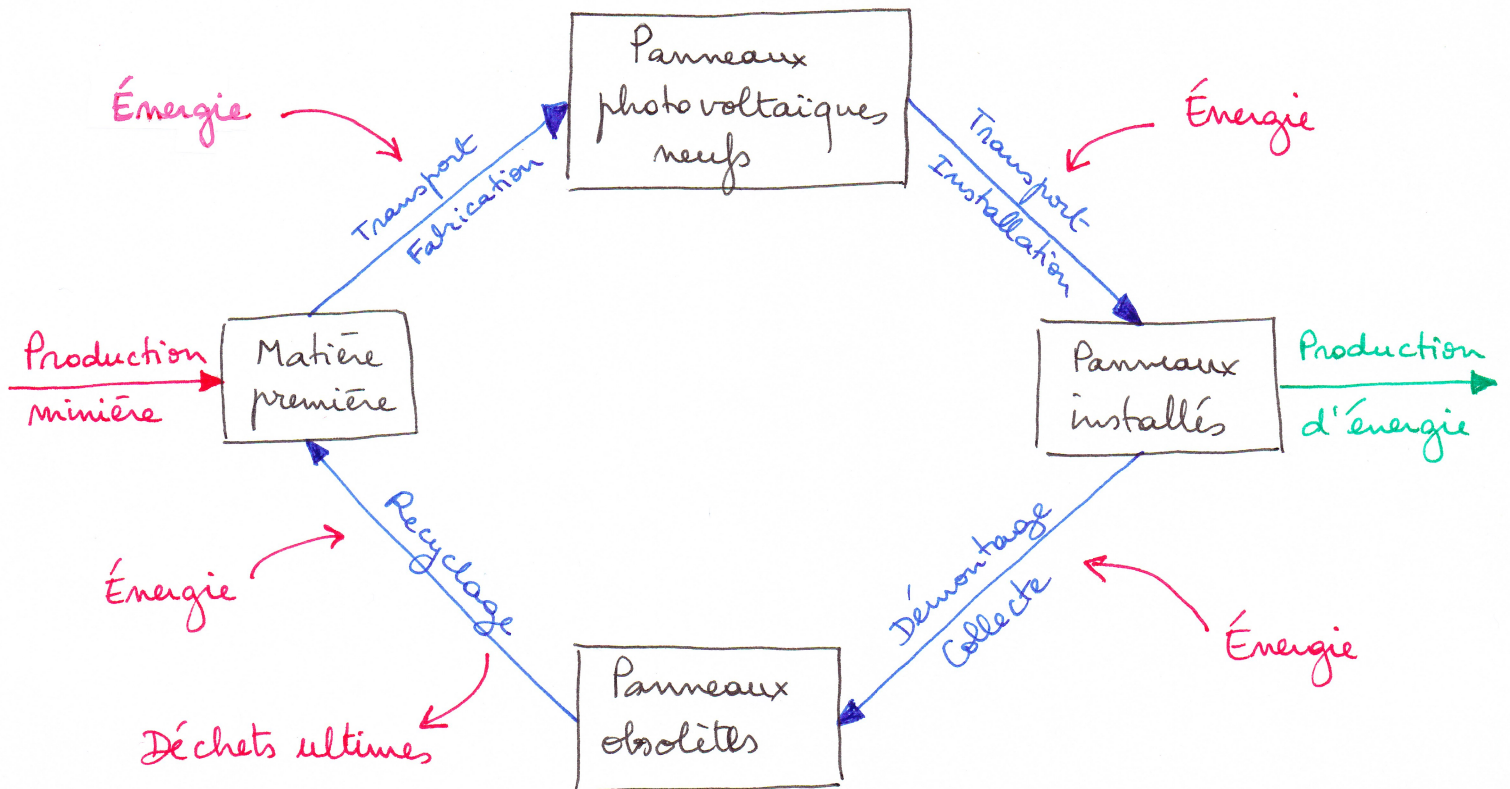 Panneaux
photovoltaïques
neufs
Énergie
Transport
Fabrication
Transport
Installation
Énergie
Production
minière
Matière
première
Panneaux
installés
Production
d'énergie
Énergie
Recyclage
Démontage
Collecte
Énergie
Panneaux
obsolètes
Déchets ultimes